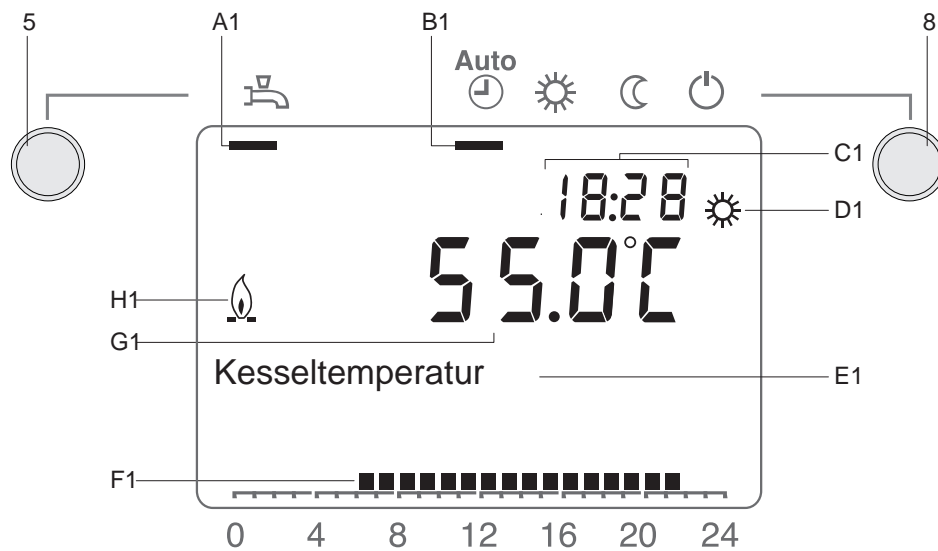 5 A1 B1 8
Auto
C1
18:28
D1
55.0°C
H1
G1
Kesseltemperatur
E1
F1
0 4 8 12 16 20 24